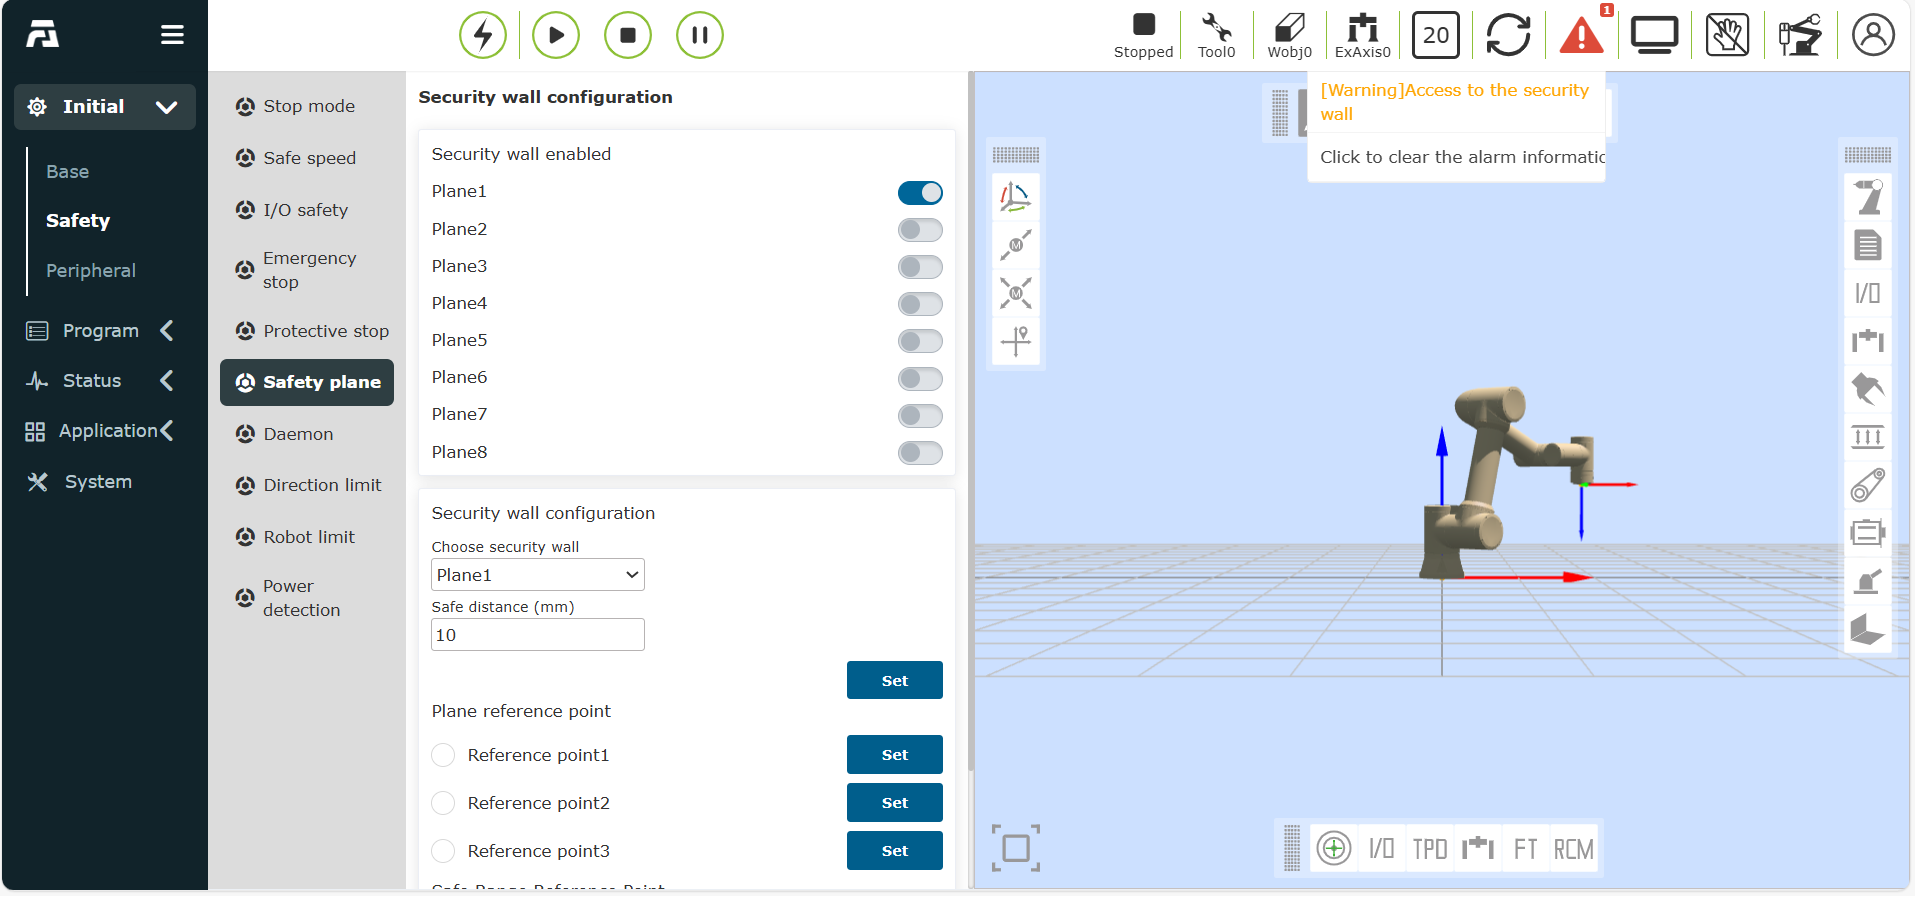 Initial
Base
Safety
Peripheral
Program
Status
Application
System
Stopped
Tool0
Wobj0
ExAxis0
20
1
Stop mode
Safe speed
I/O safety
Emergency
stop
Protective stop
Safety plane
Daemon
Direction limit
Robot limit
Power
detection
Security wall configuration
Security wall enabled
Plane1
Plane2
Plane3
Plane4
Plane5
Plane6
Plane7
Plane8
Security wall configuration
Choose security wall
Plane1
Safe distance (mm)
10
Set
Plane reference point
Reference point1
Set
Reference point2
Set
Reference point3
Set
Safe Range Reference Point
[Warning]Access to the security
wall
Click to clear the alarm informatic
M
M
I/O
I/O
TPD
FT
RCM